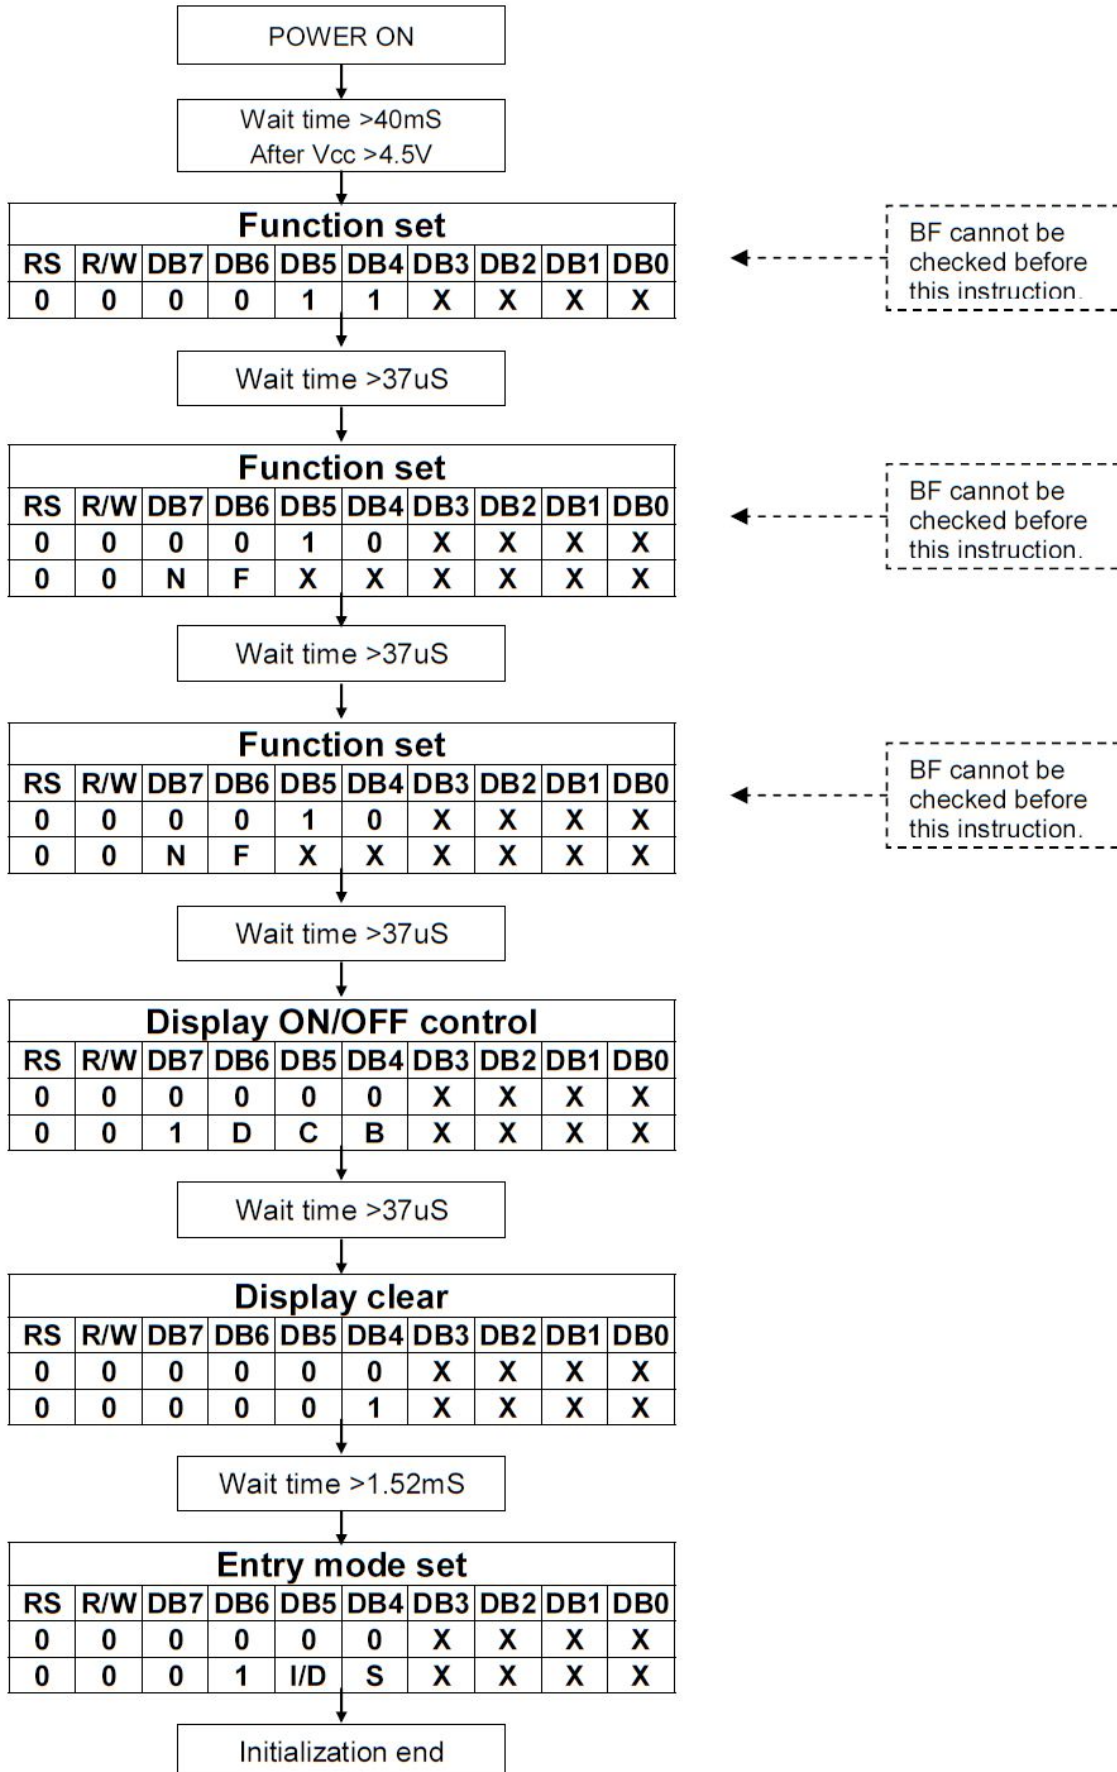 POWER ON
Wait time >40mS
After Vcc >4.5V
Function set
RS R/W DB7 DB6 DB5 DB4 DB3 DB2 DB1 DB0
0 0 0 0 1 1 X X X X
BF cannot be
checked before
this instruction.
Wait time >37uS
Function set
RS R/W DB7 DB6 DB5 DB4 DB3 DB2 DB1 DB0
0 0 0 0 1 0 X X X X
0 0 N F X X X X X X
BF cannot be
checked before
this instruction.
Wait time >37uS
Function set
RS R/W DB7 DB6 DB5 DB4 DB3 DB2 DB1 DB0
0 0 0 0 1 0 X X X X
0 0 N F X X X X X X
BF cannot be
checked before
this instruction.
Wait time >37uS
Display ON/OFF control
RS R/W DB7 DB6 DB5 DB4 DB3 DB2 DB1 DB0
0 0 0 0 0 0 X X X X
0 0 1 D C B X X X X
Wait time >37uS
Display clear
RS R/W DB7 DB6 DB5 DB4 DB3 DB2 DB1 DB0
0 0 0 0 0 0 X X X X
0 0 0 0 0 1 X X X X
Wait time >1.52mS
Entry mode set
RS R/W DB7 DB6 DB5 DB4 DB3 DB2 DB1 DB0
0 0 0 0 0 0 X X X X
0 0 0 1 I/D S X X X X
Initialization end